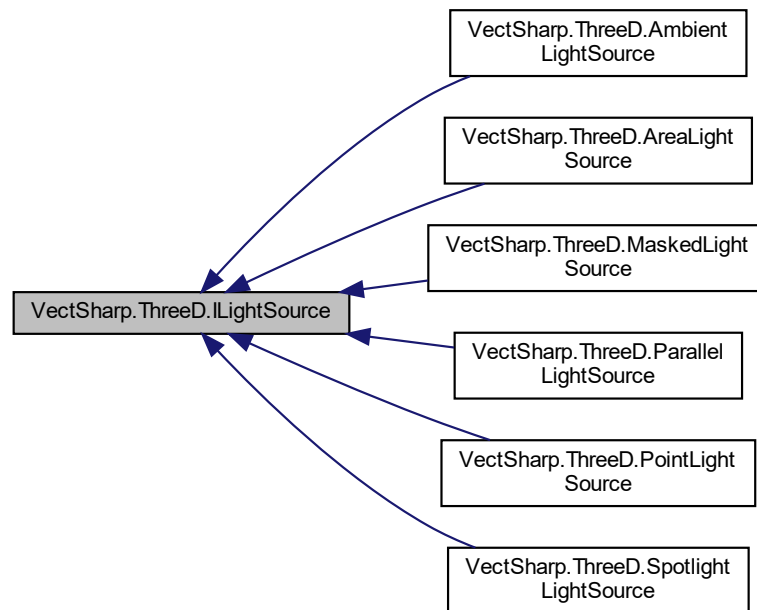 VectSharp.ThreeD.Ambient
LightSource
VectSharp.ThreeD.AreaLight
Source
VectSharp.ThreeD.MaskedLight
Source
VectSharp.ThreeD.ILightSource
VectSharp.ThreeD.Parallel
LightSource
VectSharp.ThreeD.PointLight
Source
VectSharp.ThreeD.Spotlight
LightSource